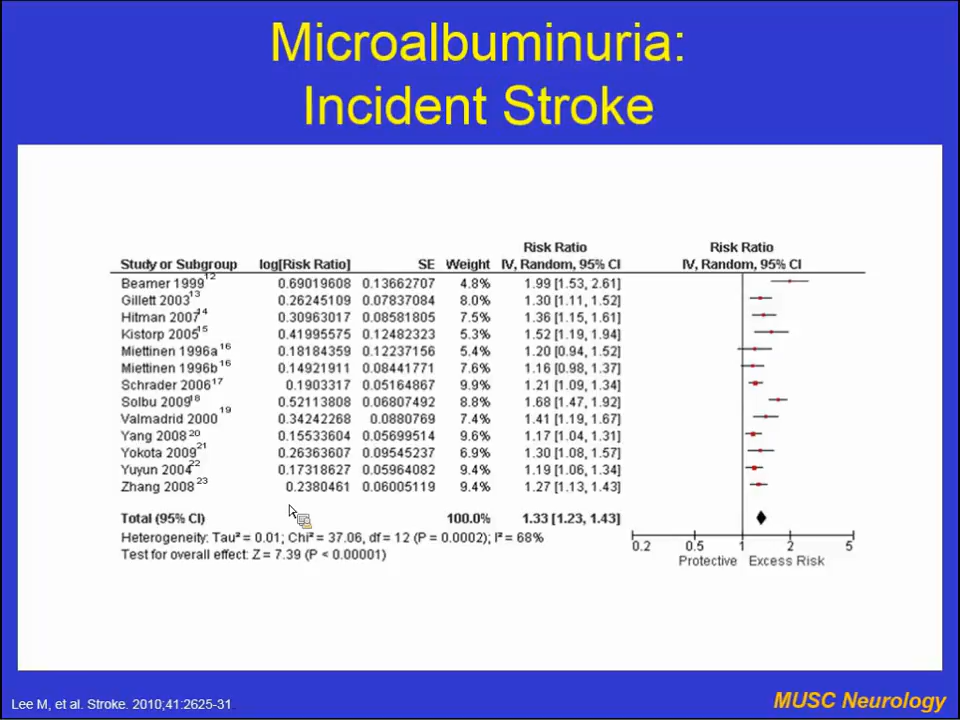 Microalbuminuria:
Incident Stroke
Risk Ratio Risk Ratio
Study or Subgroup log[Risk Ratio] SE Weight IV, Random, 95% CI IV, Random, 95% CI
Beamer 1999 12 0.69019608 0.13662707 4.8% 1.99 [1.53, 2.61]
Gillett 2003 13 0.26245109 0.07837084 8.0% 1.30 [1.11, 1.52]
Hitman 2007 14 0.30963017 0.08581805 7.5% 1.36 [1.15, 1.61]
Kistorp 2005 15 0.41995575 0.12482323 5.3% 1.52 [1.19, 1.94]
Miettinen 1996a 16 0.18184359 0.12237156 5.4% 1.20 [0.94, 1.52]
Miettinen 1996b 16 0.14921911 0.08441771 7.6% 1.16 [0.98, 1.37]
Schrader 2006 17 0.1903317 0.05164867 9.9% 1.21 [1.09, 1.34]
Solbu 2009 18 0.52113808 0.06807492 8.8% 1.68 [1.47, 1.92]
Valmadrid 2000 19 0.34242268 0.0880769 7.4% 1.41 [1.19, 1.67]
Yang 2008 20 0.15533604 0.05699514 9.6% 1.17 [1.04, 1.31]
Yokota 2009 21 0.26363607 0.09545237 6.9% 1.30 [1.08, 1.57]
Yuyun 2004 22 0.17318627 0.05964082 9.4% 1.19 [1.06, 1.34]
Zhang 2008 23 0.2380461 0.06005119 9.4% 1.27 [1.13, 1.43]
Total (95% CI) 100.0% 1.33 [1.23, 1.43]
Heterogeneity: Tau² = 0.01; Chi² = 37.06, df = 12 (P = 0.0002); I² = 68%
Test for overall effect: Z = 7.39 (P < 0.00001)
0.2 0.5 1 2 5
Protective Excess Risk
Lee M, et al. Stroke. 2010;41:2625-31
MUSC Neurology